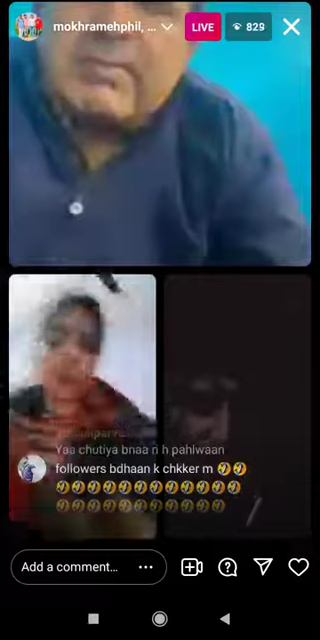 mokhramehphil, ...
LIVE
829
Yaa chutiya bnaa n h pahlwaan
followers bdhaan k chkker m 🤣🤣
🤣🤣🤣🤣🤣🤣🤣🤣🤣🤣🤣🤣
🤣🤣🤣🤣🤣🤣🤣🤣🤣🤣🤣🤣
Add a comment...